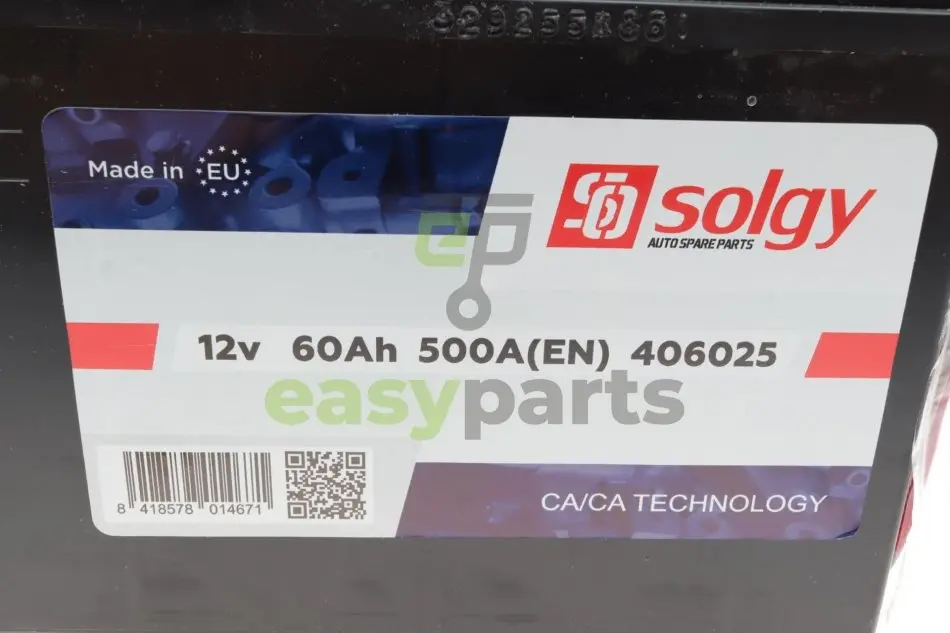 Made in EU
solgy
AUTO SPARE PARTS
ep
12v 60Ah 500A(EN) 406025
easyparts
8 418578 014671
CA/CA TECHNOLOGY